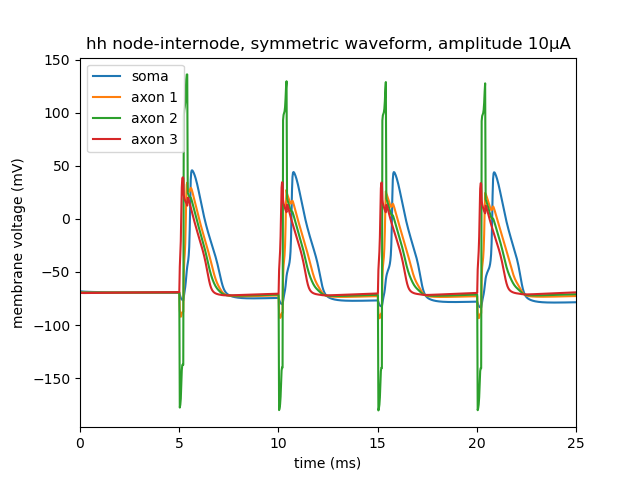 hh node-internode, symmetric waveform, amplitude 10μA
150
100
50
0
−50
−100
−150
membrane voltage (mV)
soma
axon 1
axon 2
axon 3
0
5
10
15
20
25
time (ms)